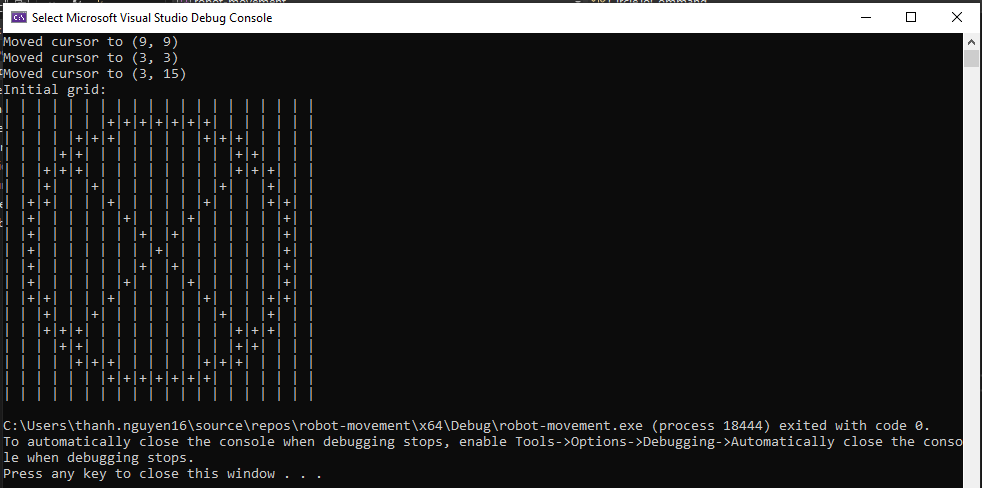 Select Microsoft Visual Studio Debug Console
Moved cursor to (9, 9)
Moved cursor to (3, 3)
Moved cursor to (3, 15)
Initial grid:
| | | | | | | | | | | | | | | | | | | |
| | | | | | |+|+|+|+|+|+|+| | | | | | |
| | | | |+|+|+| | | | | |+|+|+| | | | |
| | | |+|+| | | | | | | | | |+|+| | | |
| | |+|+|+| | | | | | | | | |+|+|+| | |
| | |+| | |+| | | | | | | |+| | |+| | |
| |+|+| | | |+| | | | | |+| | | |+|+| |
| |+| | | | | |+| | | |+| | | | | |+| |
| |+| | | | | | |+| |+| | | | | | |+| |
| |+| | | | | | | |+| | | | | | | |+| |
| |+| | | | | | |+| |+| | | | | | |+| |
| |+| | | | | |+| | | |+| | | | | |+| |
| |+|+| | | |+| | | | | |+| | | |+|+| |
| | |+| | |+| | | | | | | |+| | |+| | |
| | |+|+|+| | | | | | | | | |+|+|+| | |
| | | |+|+| | | | | | | | | |+|+| | | |
| | | | |+|+|+| | | | | |+|+|+| | | | |
| | | | | | |+|+|+|+|+|+|+| | | | | | |
| | | | | | | | | | | | | | | | | | | |
C:\Users\thanh.nguyen16\source\repos\robot-movement\x64\Debug\robot-movement.exe (process 18444) exited with code 0.
To automatically close the console when debugging stops, enable Tools->Options->Debugging->Automatically close the conso
le when debugging stops.
Press any key to close this window . . .